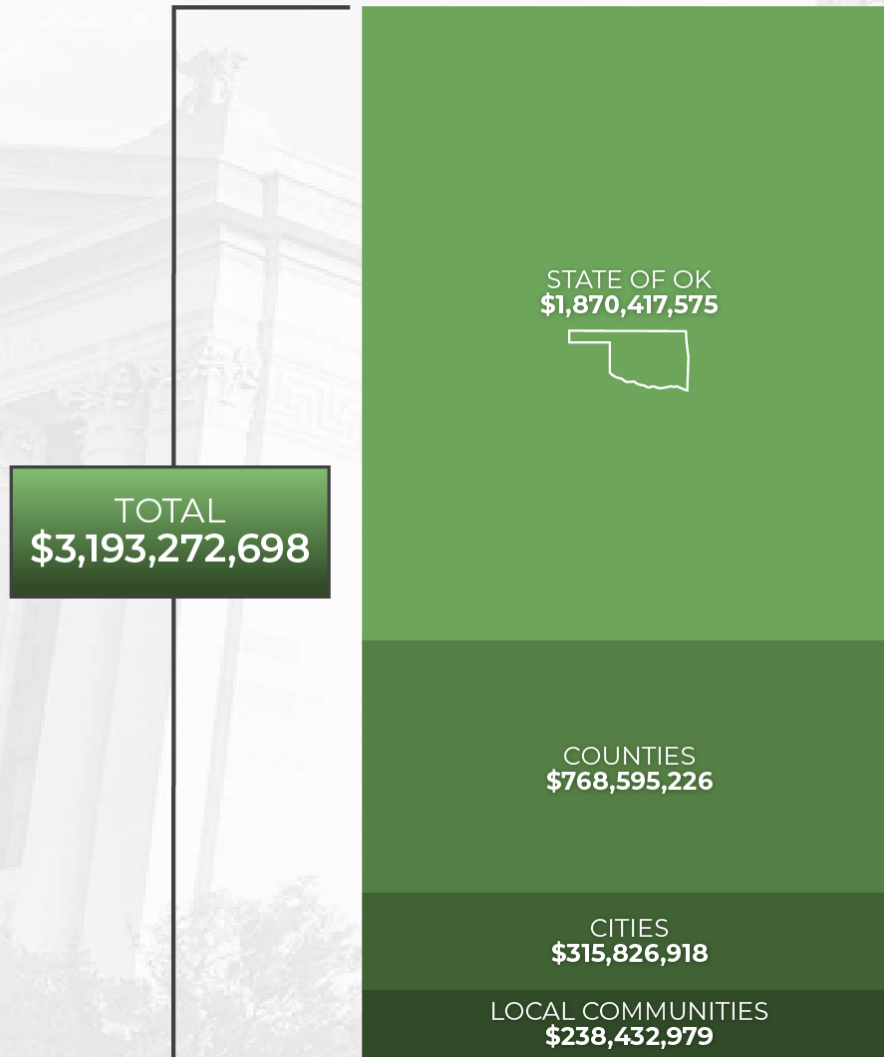 STATE OF OK
$1,870,417,575
TOTAL
$3,193,272,698
COUNTIES
$768,595,226
CITIES
$315,826,918
LOCAL COMMUNITIES
$238,432,979